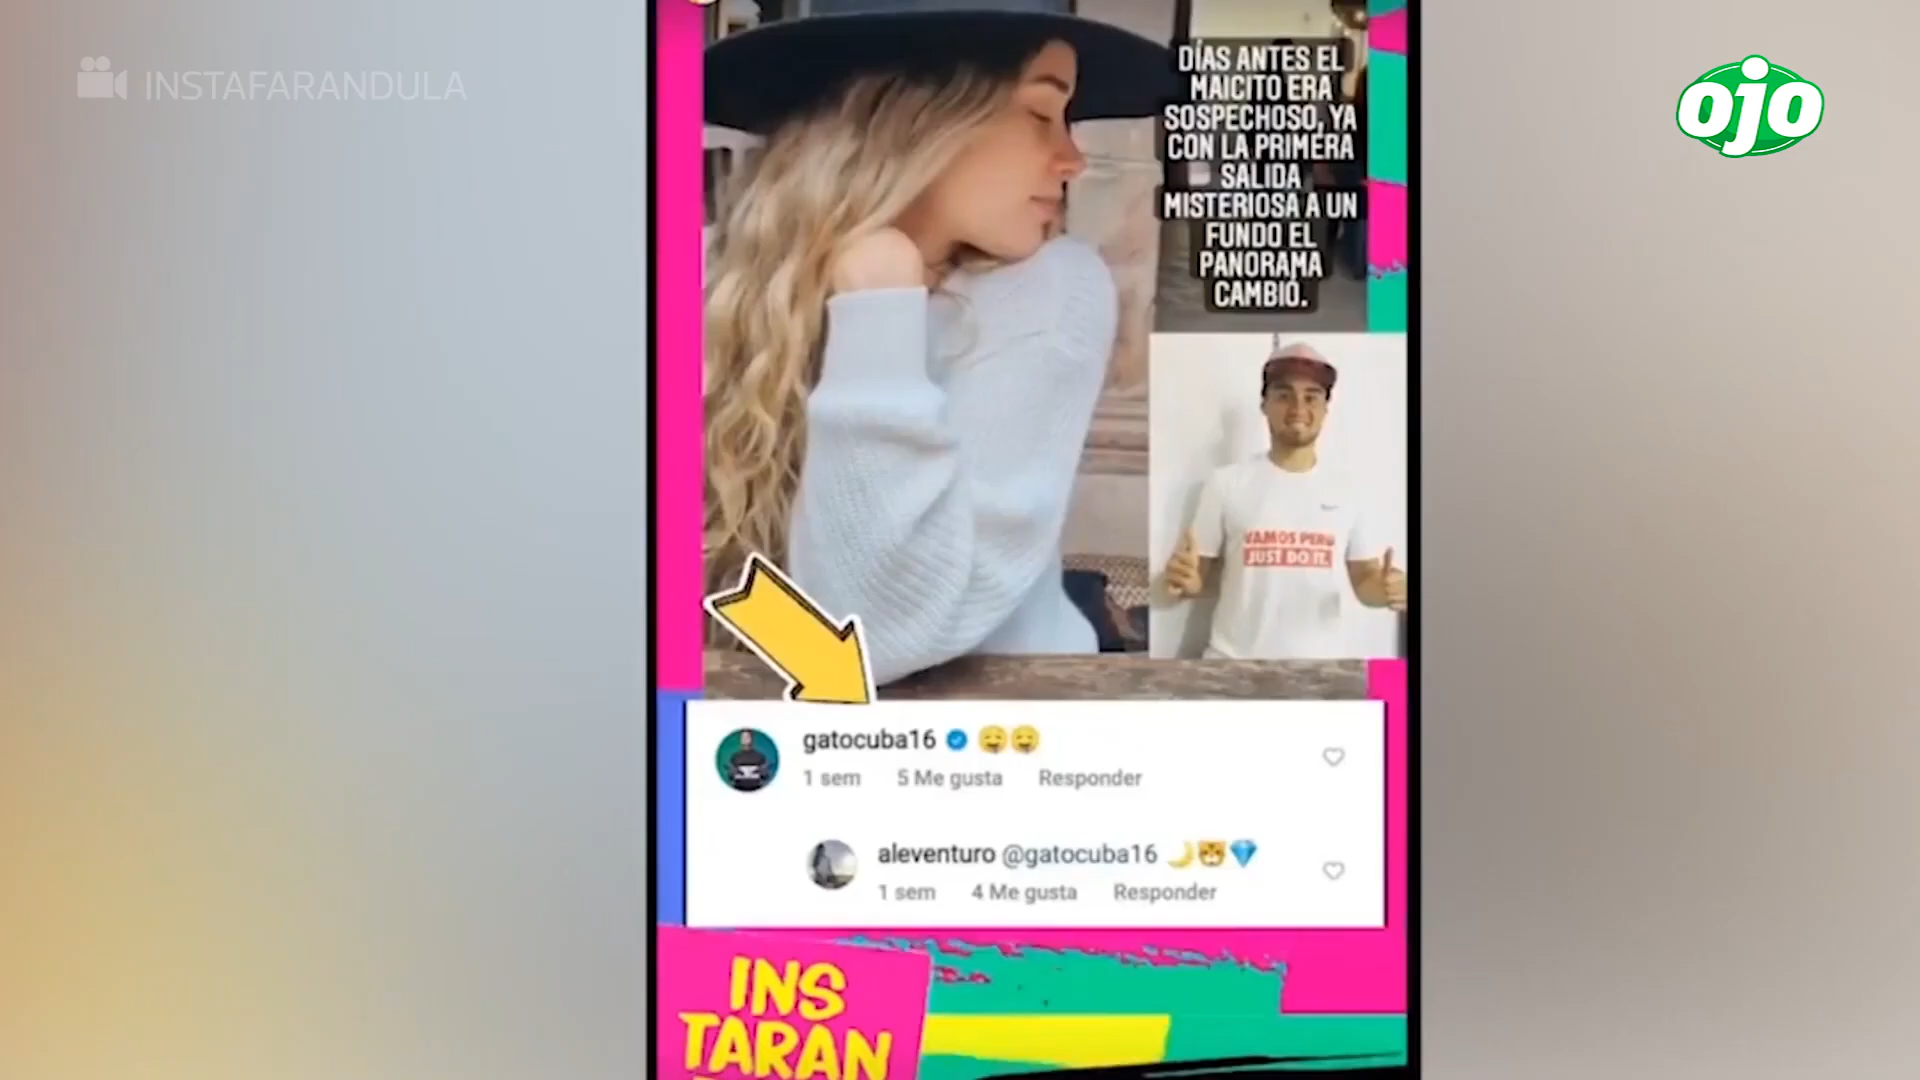 INSTAFARANDULA
ojo
DÍAS ANTES EL
MAICITO ERA
SOSPECHOSO, YA
CON LA PRIMERA
SALIDA
MISTERIOSA A UN
FUNDO EL
PANORAMA
CAMBIÓ.
VAMOS PERÚ
JUST DO IT.
gatocuba16
1 sem 5 Me gusta Responder
aleventuro @gatocuba16
1 sem 4 Me gusta Responder
INS
TARAN